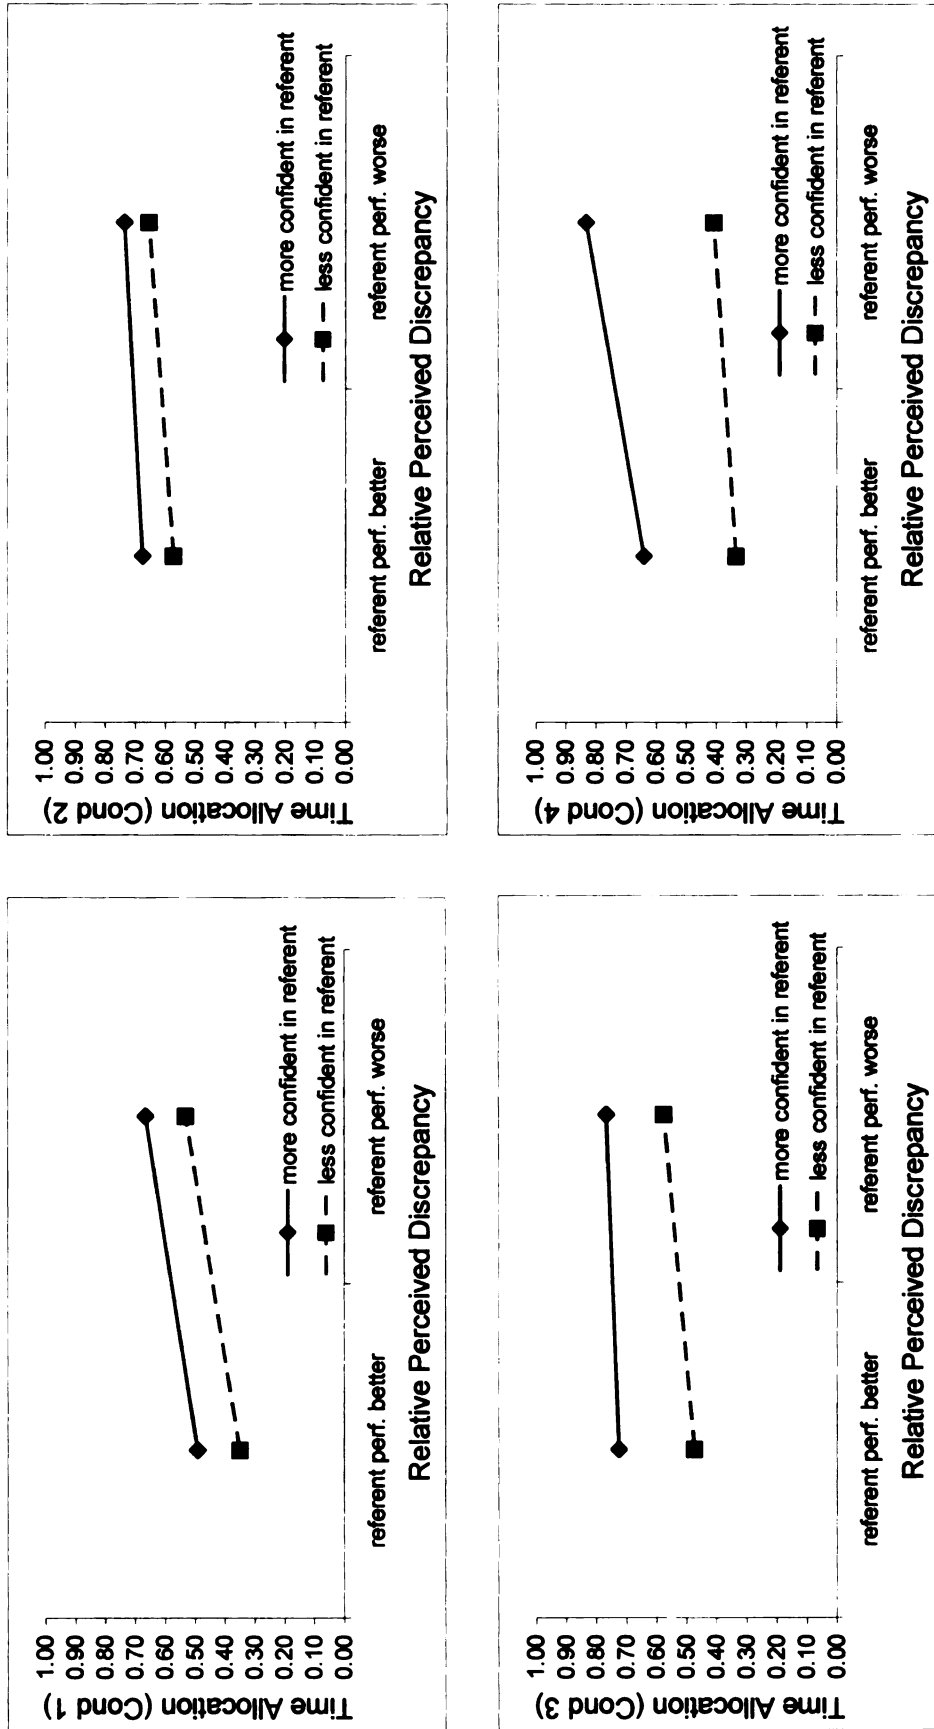 Time Allocation (Cond 1)
1.00
0.90
0.80
0.70
0.60
0.50
0.40
0.30
0.20
0.10
0.00
more confident in referent
less confident in referent
referent perf. better
referent perf. worse
Relative Perceived Discrepancy
Time Allocation (Cond 2)
1.00
0.90
0.80
0.70
0.60
0.50
0.40
0.30
0.20
0.10
0.00
more confident in referent
less confident in referent
referent perf. better
referent perf. worse
Relative Perceived Discrepancy
Time Allocation (Cond 3)
1.00
0.90
0.80
0.70
0.60
0.50
0.40
0.30
0.20
0.10
0.00
more confident in referent
less confident in referent
referent perf. better
referent perf. worse
Relative Perceived Discrepancy
Time Allocation (Cond 4)
1.00
0.90
0.80
0.70
0.60
0.50
0.40
0.30
0.20
0.10
0.00
more confident in referent
less confident in referent
referent perf. better
referent perf. worse
Relative Perceived Discrepancy